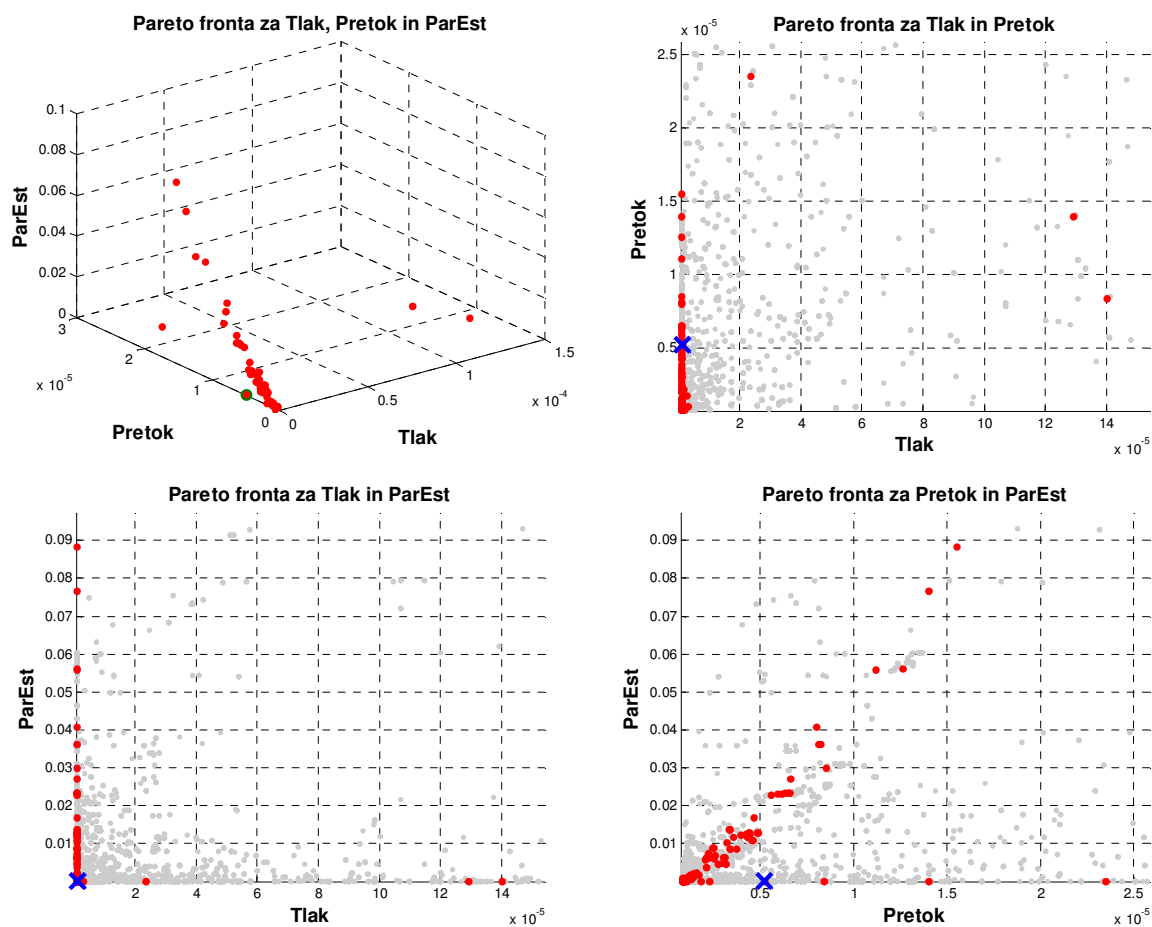 Pareto fronta za Tlak, Pretok in ParEst
0.1
0.08
0.06
0.04
0.02
0
3
2
1
0
0
0.5
1
1.5
x 10^-5
x 10^-4
ParEst
Pretok
Tlak
Pareto fronta za Tlak in Pretok
x 10^-5
2.5
2
1.5
1
0.5
2
4
6
8
10
12
14
x 10^-5
Pretok
Tlak
Pareto fronta za Tlak in ParEst
0.09
0.08
0.07
0.06
0.05
0.04
0.03
0.02
0.01
2
4
6
8
10
12
14
x 10^-5
ParEst
Tlak
Pareto fronta za Pretok in ParEst
0.09
0.08
0.07
0.06
0.05
0.04
0.03
0.02
0.01
0.5
1
1.5
2
2.5
x 10^-5
ParEst
Pretok